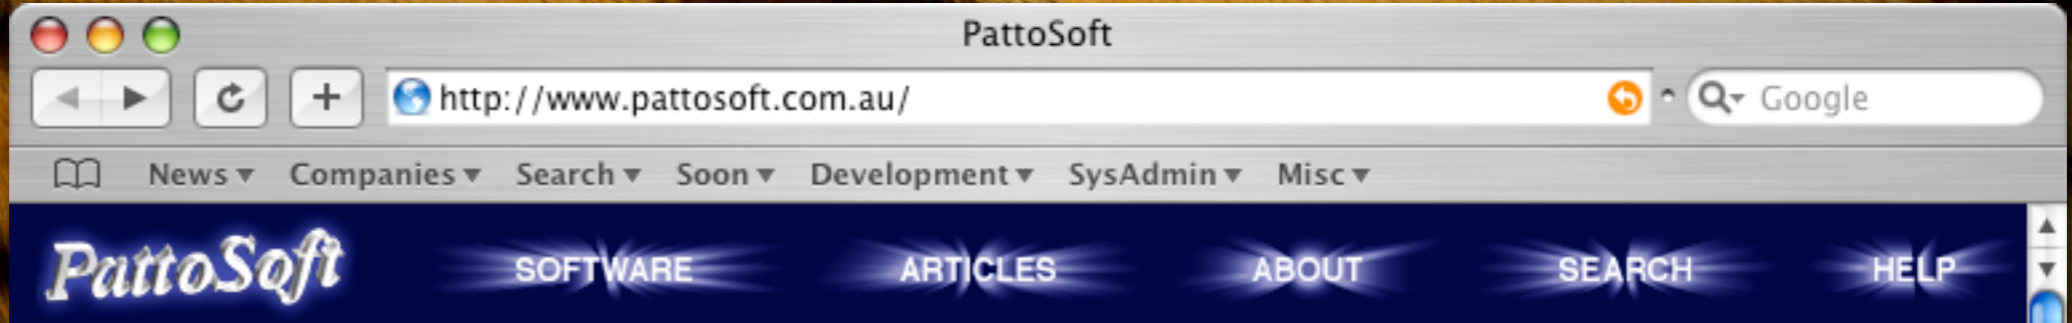 PattoSoft
http://www.pattosoft.com.au/ Google
News Companies Search Soon Development SysAdmin Misc
PattoSoft SOFTWARE ARTICLES ABOUT SEARCH HELP